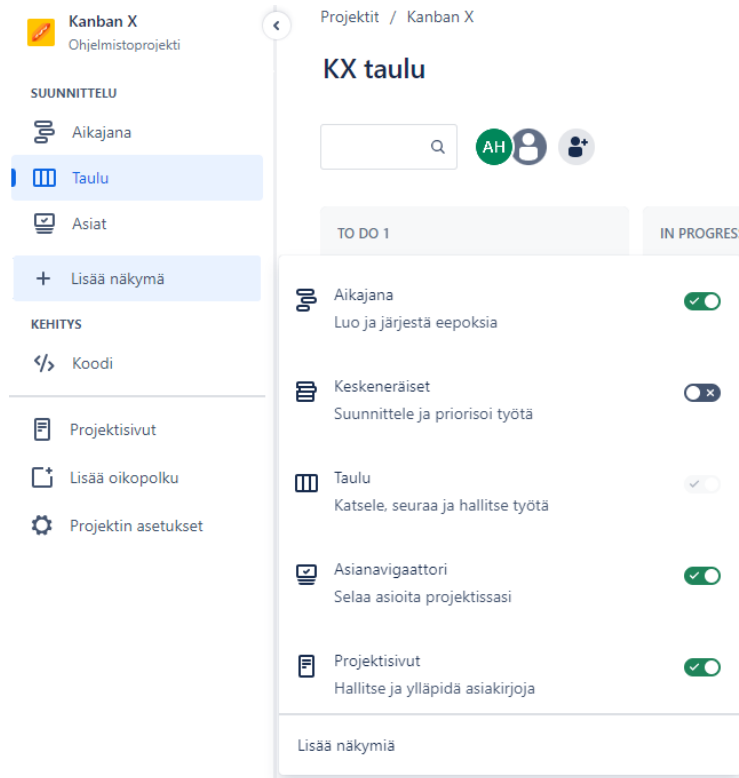 Kanban X
Ohjelmistoprojekti
SUUNNITTELU
Aikajana
Taulu
Asiat
Lisää näkymä
KEHITYS
Koodi
Projektisivut
Lisää oikopolku
Projektin asetukset
Projektit / Kanban X
KX taulu
AH
TO DO 1
IN PROGRES
Aikajana
Luo ja järjestä eepoksia
Keskeneräiset
Suunnittele ja priorisoi työtä
Taulu
Katsele, seuraa ja hallitse työtä
Asianavigaattori
Selaa asioita projektissasi
Projektisivut
Hallitse ja ylläpidä asiakirjoja
Lisää näkymiä